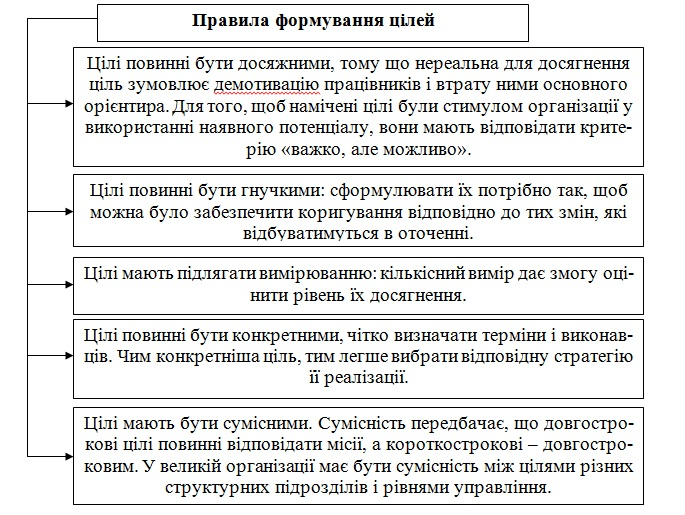 Правила формування цілей
Цілі повинні бути досяжними, тому що нереальна для досягнення
ціль зумовлює демотивацію працівників і втрату ними основного
орієнтира. Для того, щоб намічені цілі були стимулом організації у
використанні наявного потенціалу, вони мають відповідати крите-
рію «важко, але можливо».
Цілі повинні бути гнучкими: сформулювати їх потрібно так, щоб
можна було забезпечити коригування відповідно до тих змін, які
відбуватимуться в оточенні.
Цілі мають підлягати вимірюванню: кількісний вимір дає змогу оці-
нити рівень їх досягнення.
Цілі повинні бути конкретними, чітко визначати терміни і виконав-
ців. Чим конкретніша ціль, тим легше вибрати відповідну стратегію
її реалізації.
Цілі мають бути сумісними. Сумісність передбачає, що довгостро-
кові цілі повинні відповідати місії, а короткострокові – довгостро-
ковим. У великій організації має бути сумісність між цілями різних
структурних підрозділів і рівнями управління.